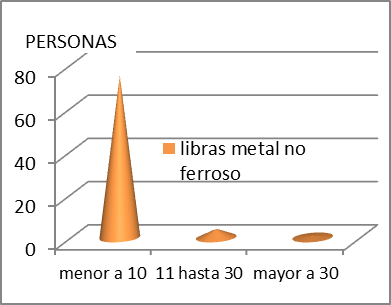 PERSONAS
80
60
40
20
0
libras metal no
ferroso
menor a 10 11 hasta 30 mayor a 30